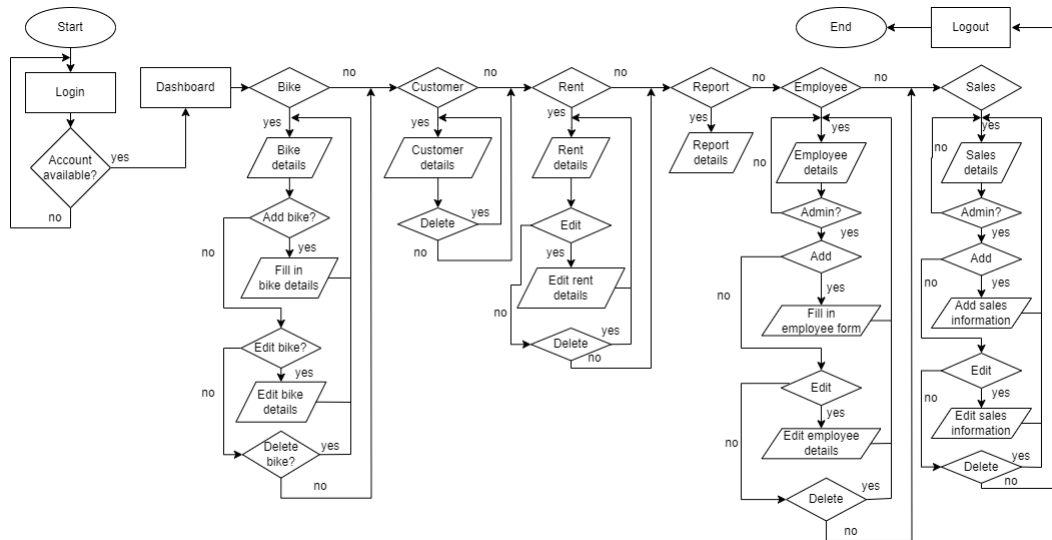 Start
End
Logout
Login
Dashboard
Bike
no
Customer
no
Rent
no
Report
no
Employee
no
Sales
yes
yes
yes
yes
yes
yes
Account
available?
yes
no
Bike
details
Customer
details
Rent
details
Report
details
no
Employee
details
no
Sales
details
Add bike?
yes
no
Fill in
bike details
Delete
yes
no
Edit
yes
no
Edit rent
details
Delete
yes
no
Admin?
yes
Add
yes
no
Fill in
employee form
Admin?
yes
Add
yes
no
Add sales
information
Edit bike?
yes
no
Edit bike
details
Delete
bike?
yes
no
Edit
yes
no
Edit employee
details
Delete
yes
no
Edit
yes
no
Edit sales
information
Delete
yes
no